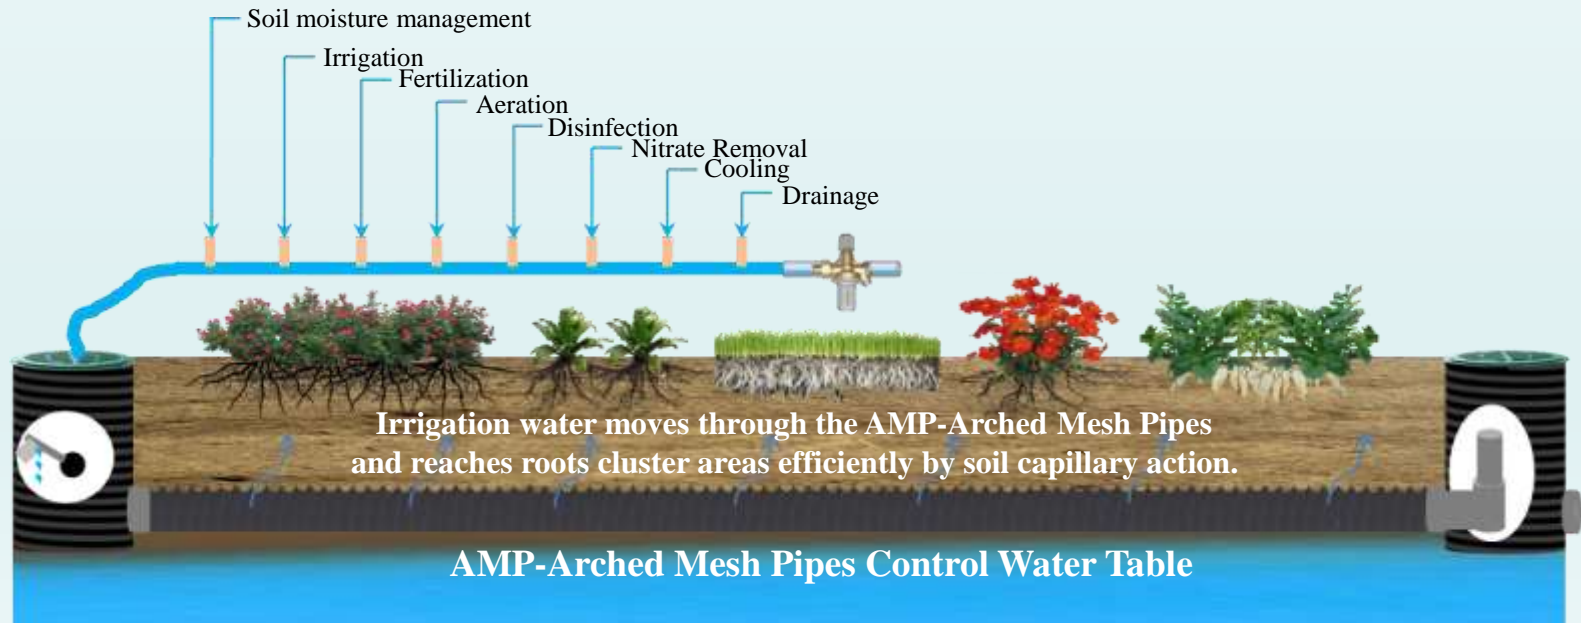 Soil moisture management
Irrigation
Fertilization
Aeration
Disinfection
Nitrate Removal
Cooling
Drainage
Irrigation water moves through the AMP-Arched Mesh Pipes
and reaches roots cluster areas efficiently by soil capillary action.
AMP-Arched Mesh Pipes Control Water Table